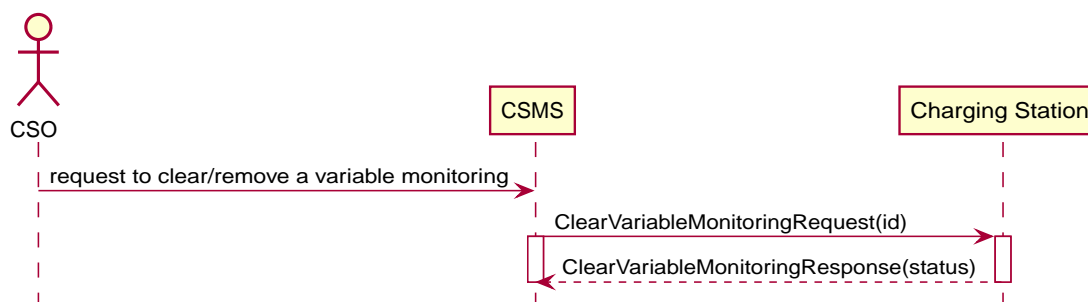 CSO
CSMS
Charging Station
request to clear/remove a variable monitoring
ClearVariableMonitoringRequest(id)
ClearVariableMonitoringResponse(status)